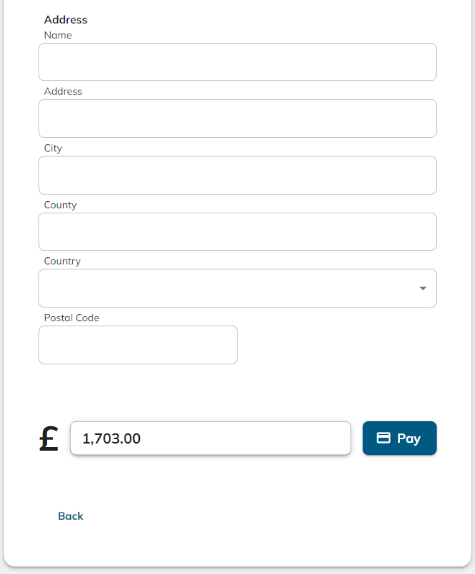 Address
Name
Address
City
County
Country
Postal Code
£ 1,703.00 Pay
Back